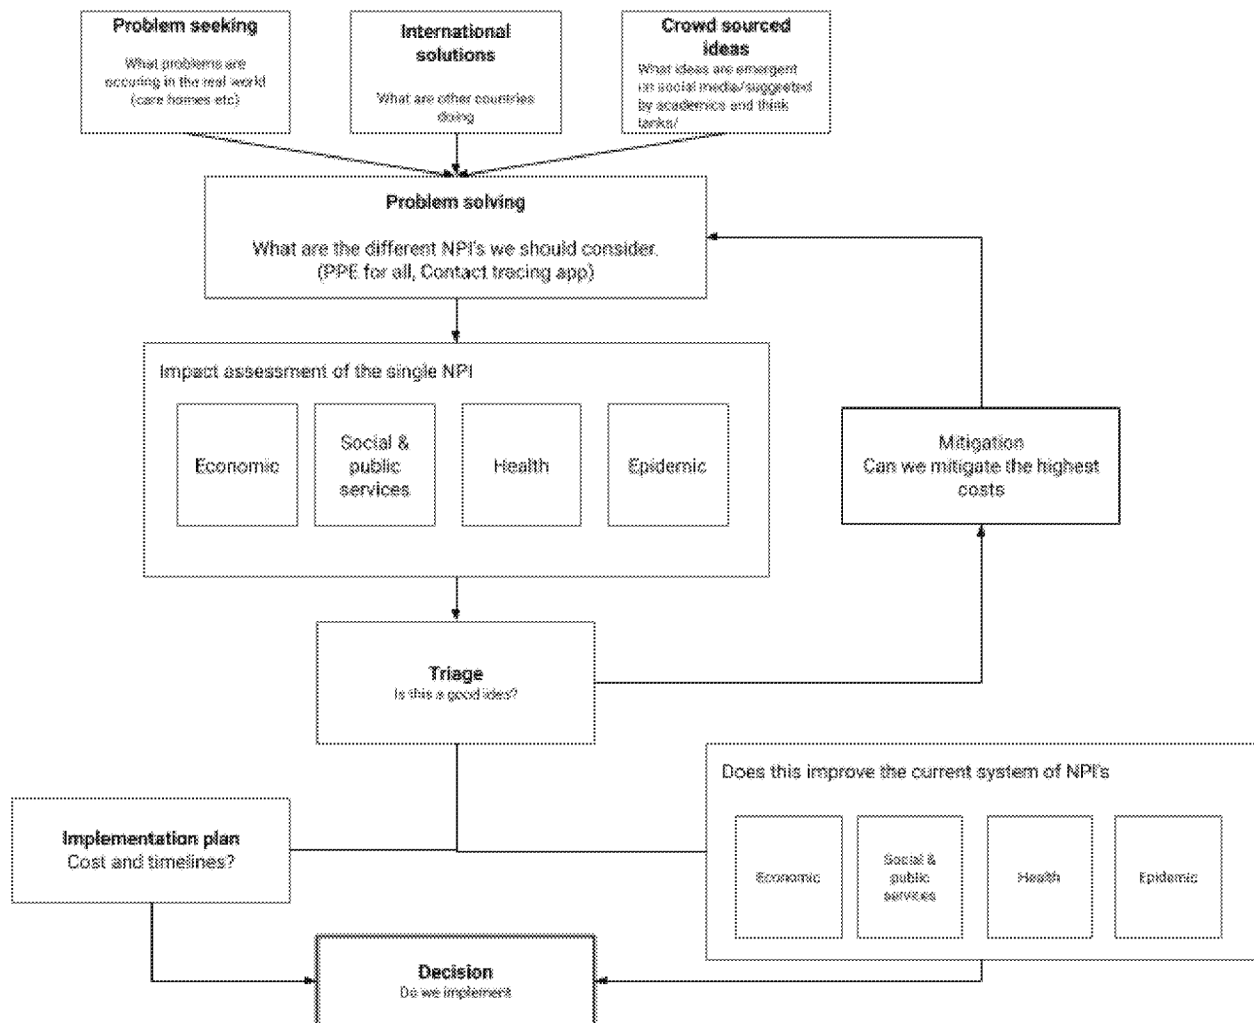 Problem seeking
What problems are
occuring in the real world
(care homes etc)
International
solutions
What are other countries
doing
Crowd sourced
ideas
What ideas are emergent
on social media/suggested
by academics and think
tanks/
Problem solving
What are the different NPI's we should consider.
(PPE for all, Contact tracing app)
Impact assessment of the single NPI
Economic
Social &
public
services
Health
Epidemic
Mitigation
Can we mitigate the highest
costs
Triage
Is this a good idea?
Does this improve the current system of NPI's
Economic
Social &
public
services
Health
Epidemic
Implementation plan
Cost and timelines?
Decision
Do we implement